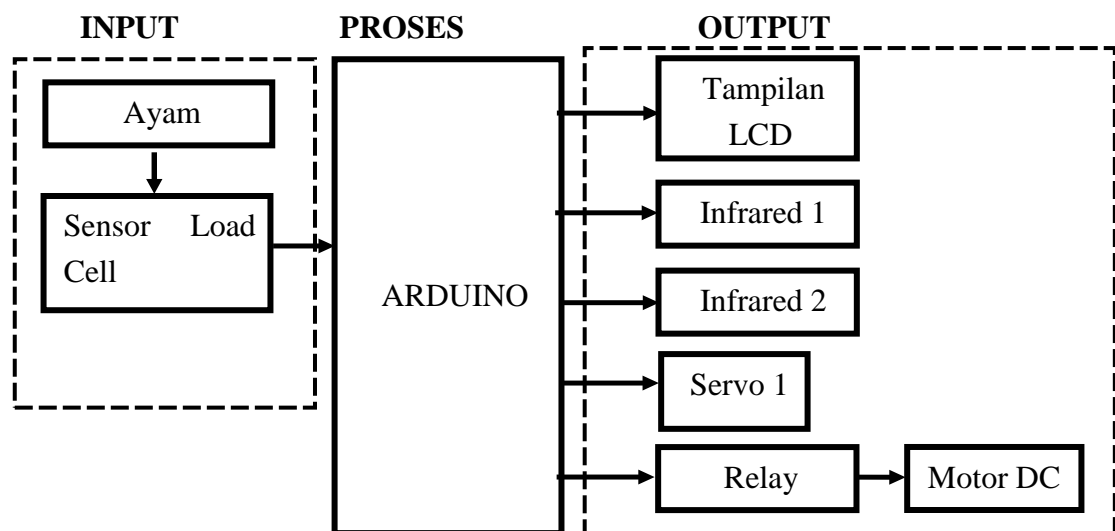 INPUT
PROSES
OUTPUT
Ayam
Sensor Load
Cell
ARDUINO
Tampilan
LCD
Infrared 1
Infrared 2
Servo 1
Relay
Motor DC